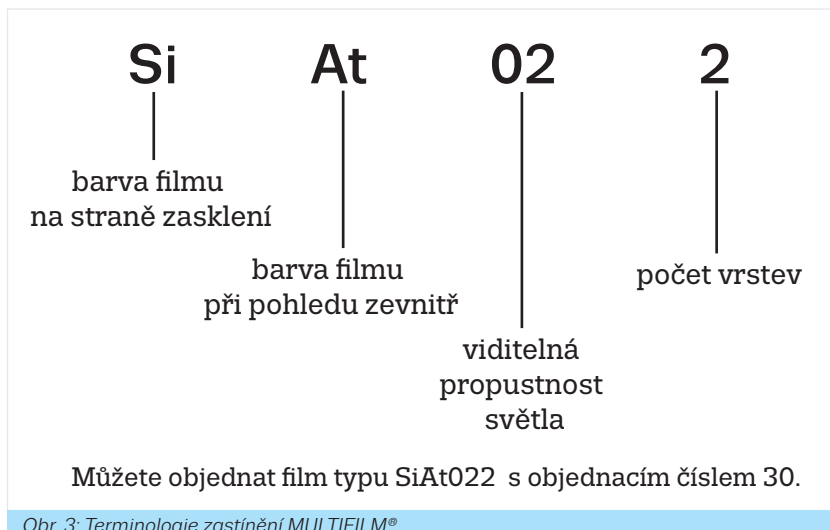 Si At 02 2
barva filmu
na straně zasklení
barva filmu
při pohledu zevnitř
viditelná
propustnost
světla
počet vrstev
Můžete objednat film typu SiAt022 s objednacím číslem 30.
Obr. 3: Terminologie zastínění MULTIFILM®